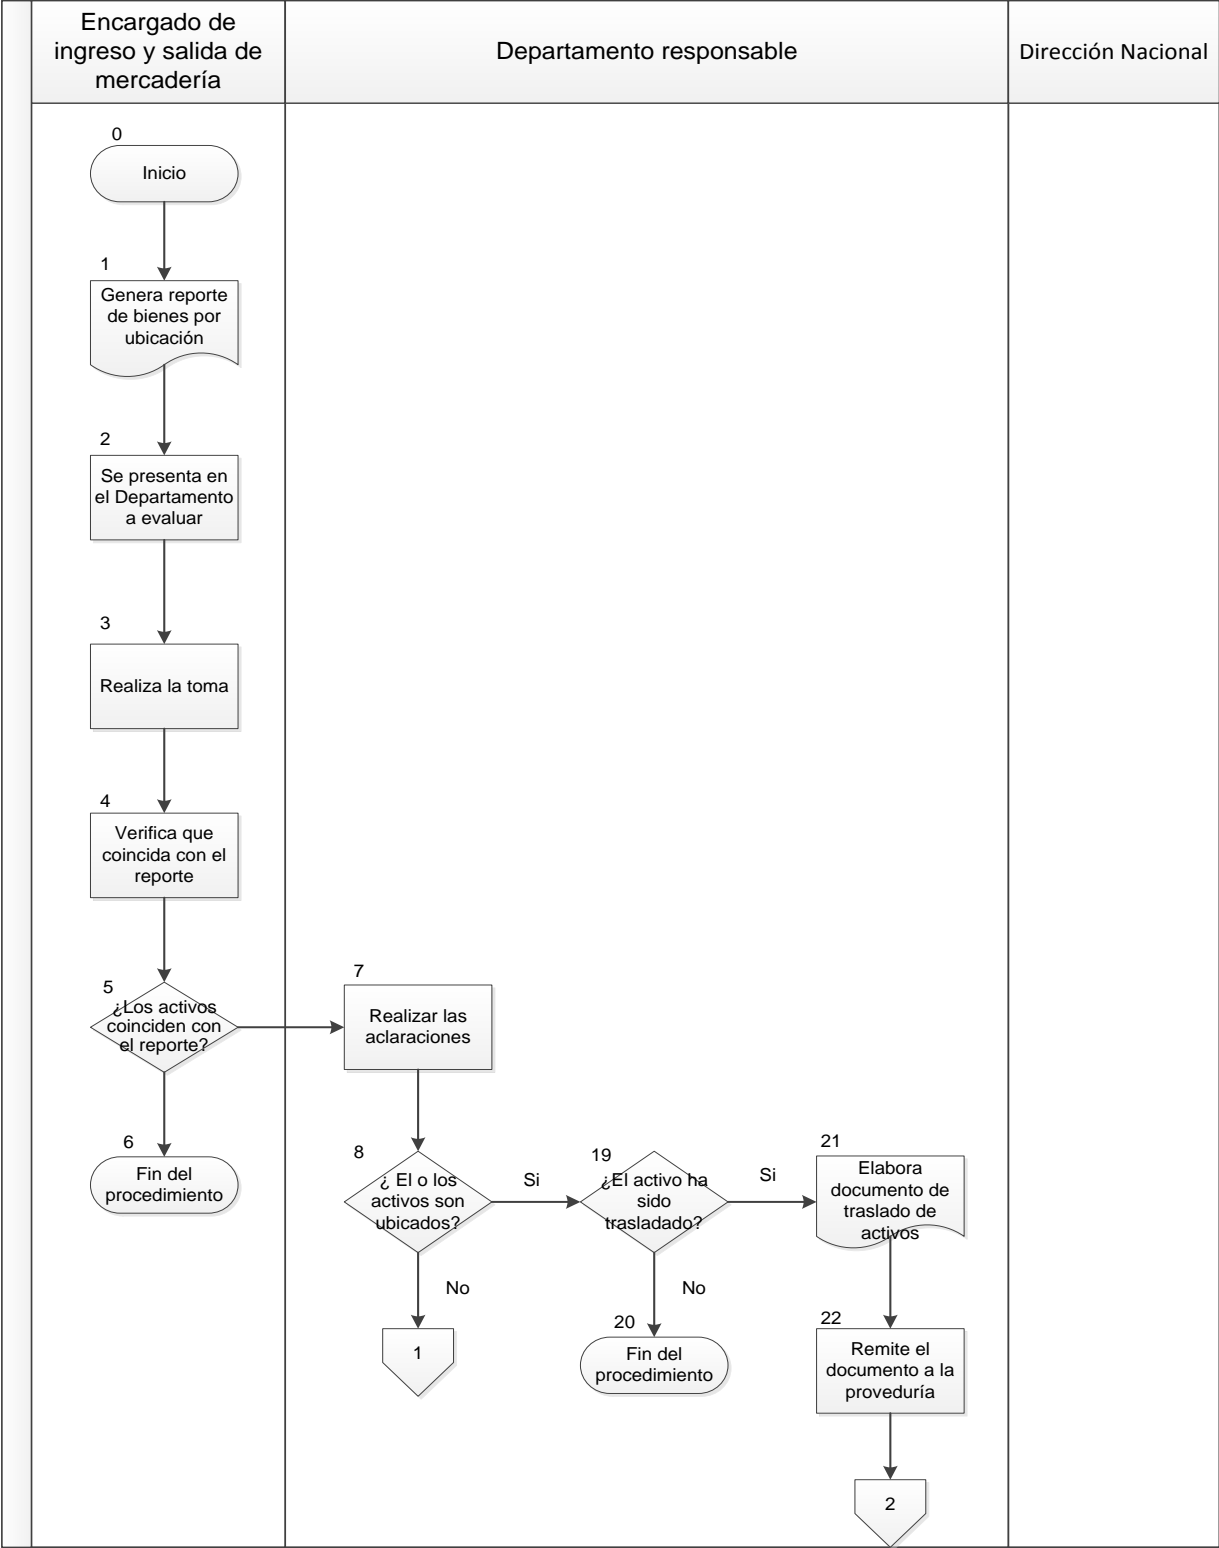 Encargado de
ingreso y salida de
mercadería
Departamento responsable
Dirección Nacional
0
Inicio
1
Genera reporte
de bienes por
ubicación
2
Se presenta en
el Departamento
a evaluar
3
Realiza la toma
4
Verifica que
coincida con el
reporte
5
¿Los activos
coinciden con
el reporte?
6
Fin del
procedimiento
7
Realizar las
aclaraciones
8
¿ El o los
activos son
ubicados?
Si
No
1
19
¿El activo ha
sido
trasladado?
Si
No
20
Fin del
procedimiento
21
Elabora
documento de
traslado de
activos
22
Remite el
documento a la
proveduría
2